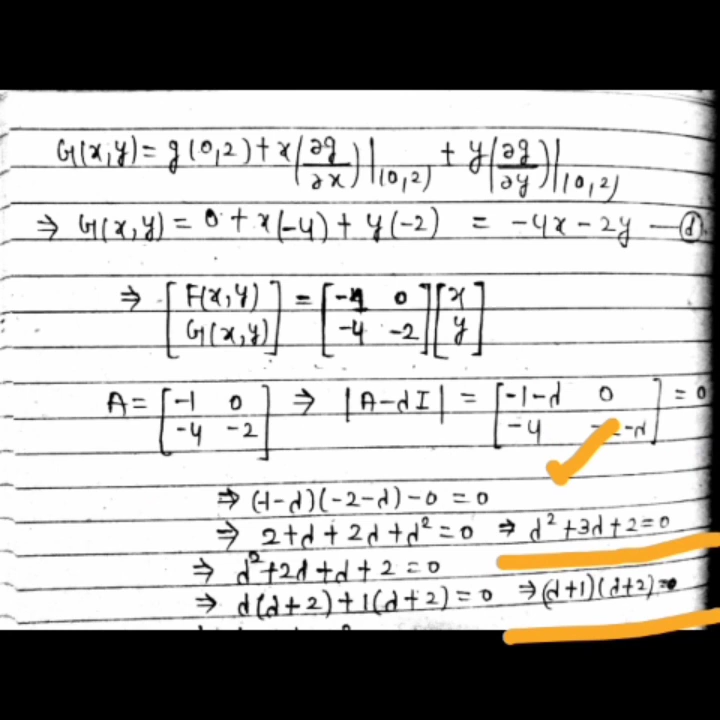 G(x,y) = g(0,2) + x(∂g/∂x)|(0,2) + y(∂g/∂y)|(0,2)
⇒ G(x,y) = 0 + x(-4) + y(-2) = -4x - 2y —(d)
⇒ [F(x,y) G(x,y)] = [-1 0 -4 -2][x y]
A = [-1 0 -4 -2] ⇒ |A-dI| = [-1-d 0 -4 -d] = 0
⇒ (-1-d)(-2-d) - 0 = 0
⇒ 2+d+2d+d² = 0 ⇒ d²+3d+2=0
⇒ d²+2d+d+2 = 0
⇒ d(d+2)+1(d+2) = 0 ⇒ (d+1)(d+2)=0